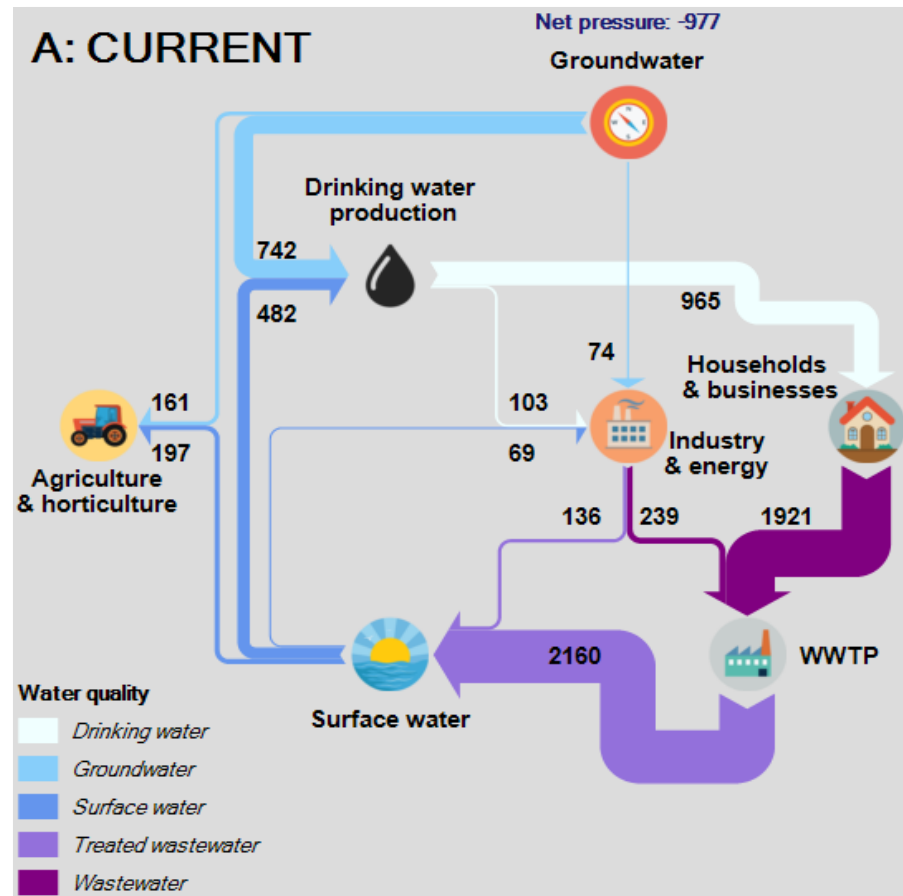 Net pressure: -977
A: CURRENT
Groundwater
Drinking water
production
742
482
965
74
Households
& businesses
161
103
197
69
Industry
& energy
Agriculture
& horticulture
136
239
1921
2160
WWTP
Surface water
Water quality
Drinking water
Groundwater
Surface water
Treated wastewater
Wastewater